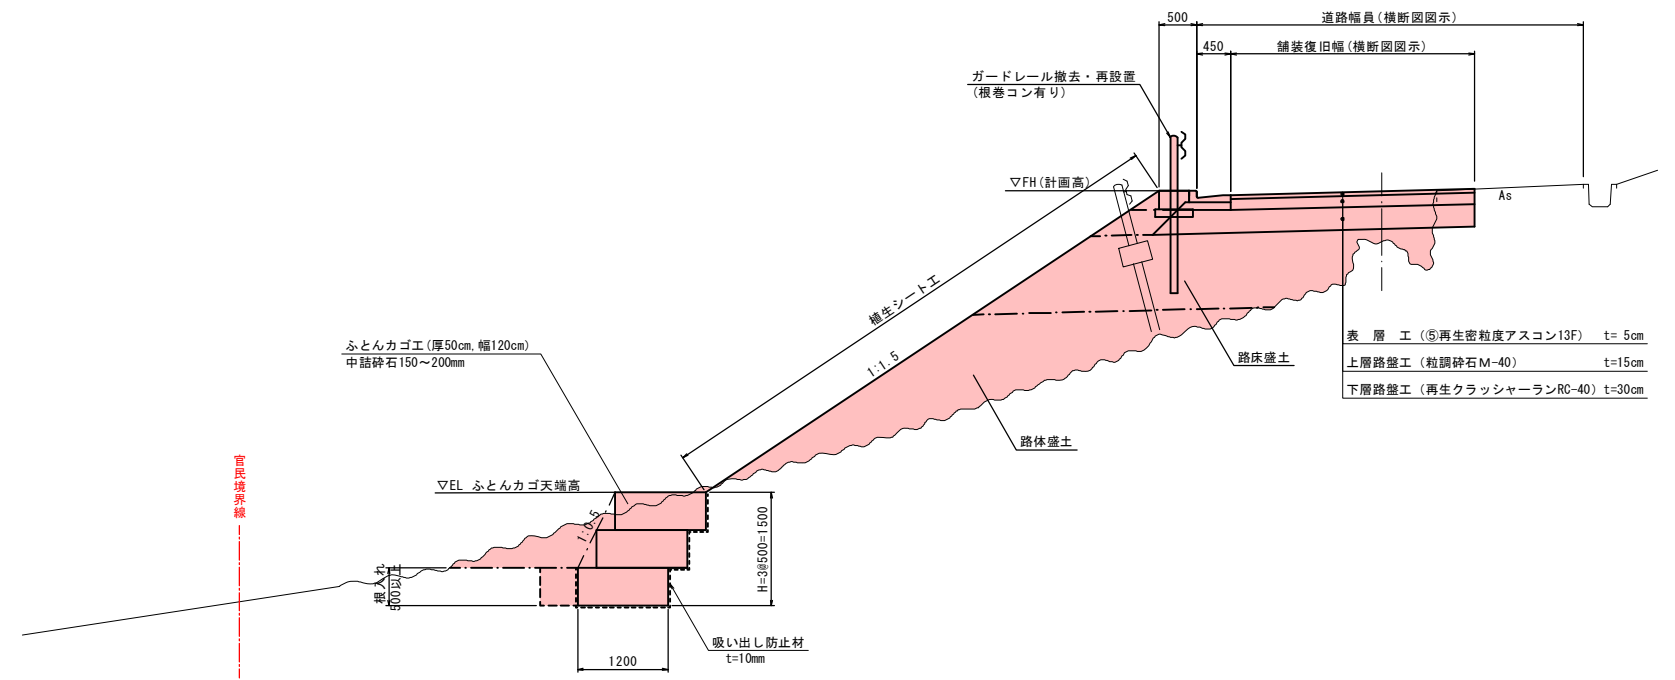 500
道路幅員(横断図図示)
450
舗装復旧幅(横断図図示)
ガードレール撤去・再設置
(根巻コン有り)
▽FH(計画高)
As
植生シート工
1:1.5
表　層　工（⑤再生密粒度アスコン13F） t= 5cm
上層路盤工（粒調砕石M-40） t=15cm
下層路盤工（再生クラッシャーランRC-40） t=30cm
路床盛土
路体盛土
ふとんカゴ工(厚50cm,幅120cm)
中詰砕石150～200mm
▽EL ふとんカゴ天端高
官民境界線
1:0.5
H=3@500=1500
根入れ
500以上
吸い出し防止材
t=10mm
1200